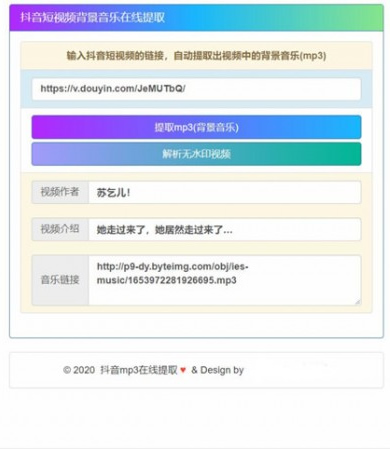 抖音短视频背景音乐在线提取
输入抖音短视频的链接，自动提取出视频中的背景音乐(mp3)
https://v.douyin.com/JeMUTbQ/
提取mp3(背景音乐)
解析无水印视频
视频作者 苏乞儿!
视频介绍 她走过来了，她居然走过来了...
音乐链接 http://p9-dy.byteimg.com/obj/ies-
music/1653972281926695.mp3
© 2020 抖音mp3在线提取 ♥ & Design by